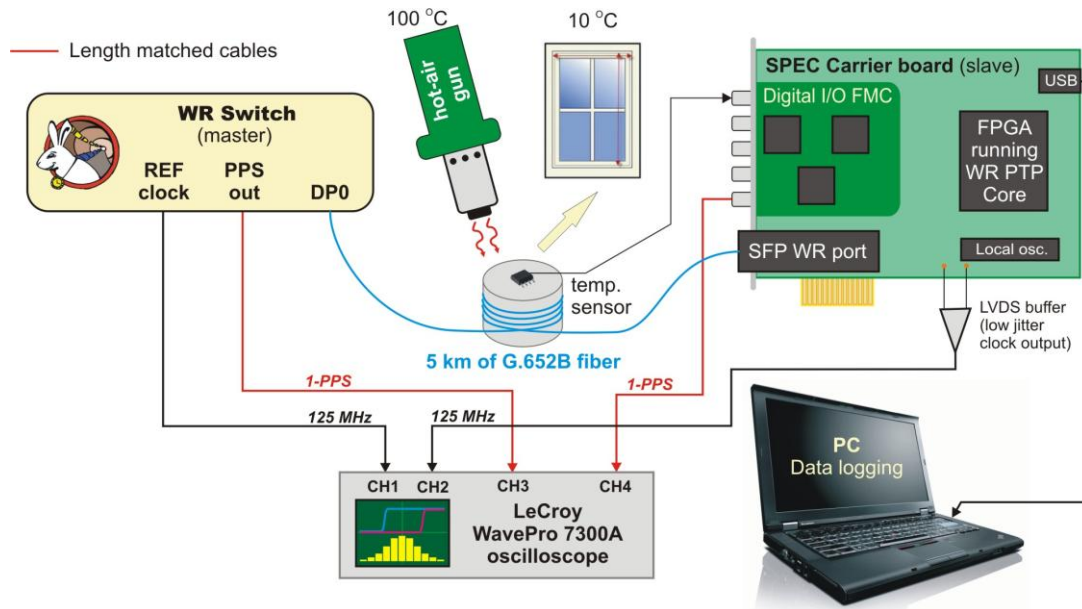 100 °C
10 °C
Length matched cables
hot-air
gun
SPEC Carrier board (slave)
USB
Digital I/O FMC
WR Switch
(master)
REF
clock
PPS
out
DP0
FPGA
running
WR PTP
Core
SFP WR port
Local osc.
temp.
sensor
LVDS buffer
(low jitter
clock output)
5 km of G.652B fiber
1-PPS
1-PPS
125 MHz
125 MHz
PC
Data logging
CH1
CH2
CH3
CH4
LeCroy
WavePro 7300A
oscilloscope